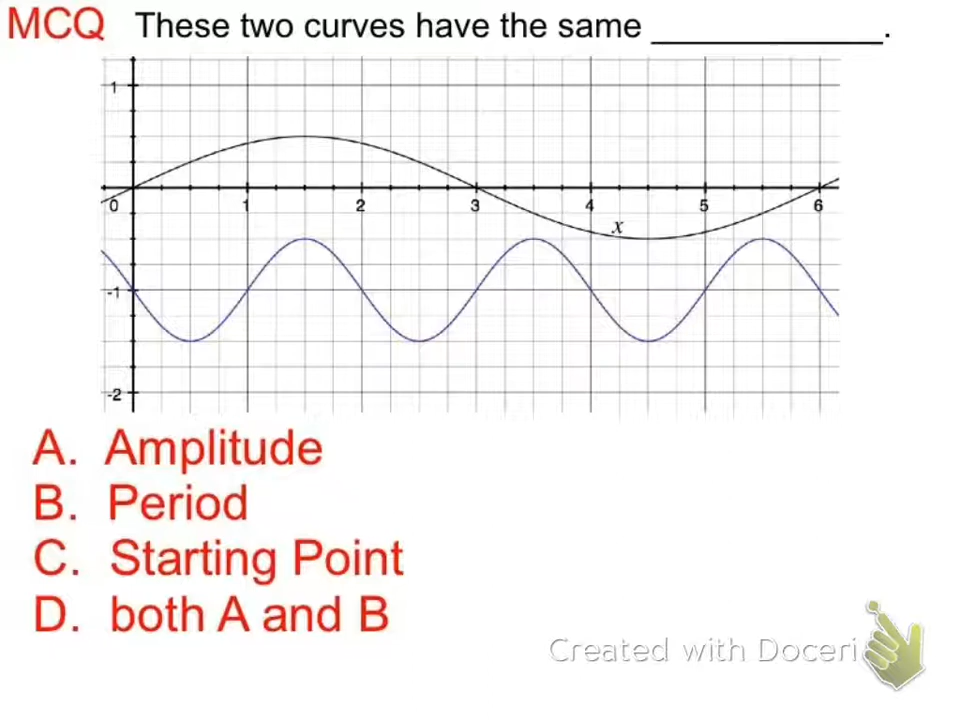 MCQ These two curves have the same _____________.
1
0 1 2 3 4 5 6
x
-1
-2
A. Amplitude
B. Period
C. Starting Point
D. both A and B
Created with Doceri